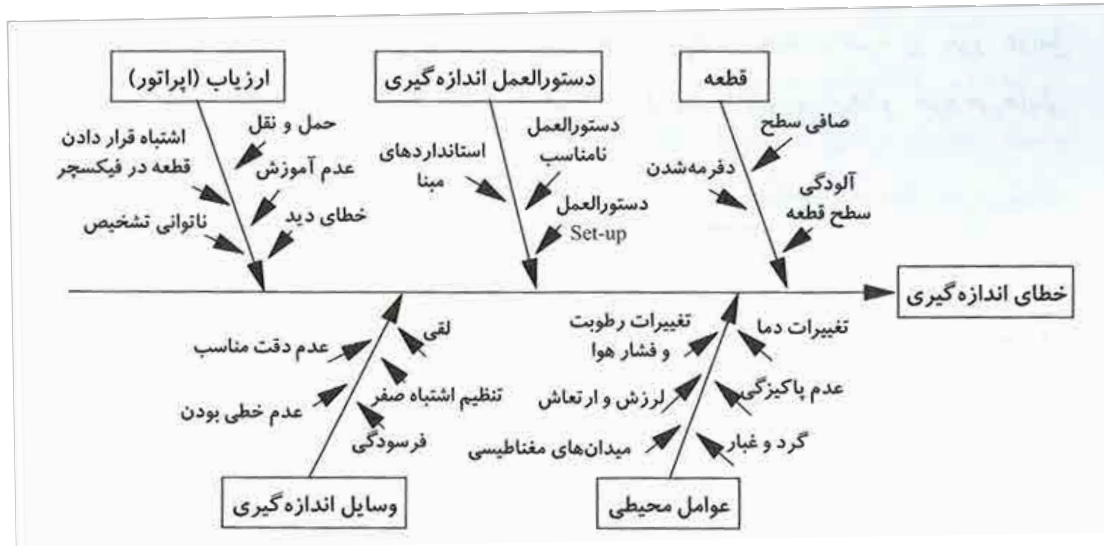 قطعه
دستورالعمل اندازه‌گیری
ارزیاب (اپراتور)
صافی سطح
دفرمه‌شدن
آلودگی
سطح قطعه
دستورالعمل
نامناسب
استانداردهای
مبنا
دستورالعمل
Set-up
حمل و نقل
اشتباه قرار دادن
قطعه در فیکسچر
عدم آموزش
ناتوانی تشخیص
خطای دید
خطای اندازه‌گیری
تغییرات دما
تغییرات رطوبت
و فشار هوا
عدم پاکیزگی
لرزش و ارتعاش
گرد و غبار
میدان‌های مغناطیسی
عوامل محیطی
لقی
عدم دقت مناسب
تنظیم اشتباه صفر
عدم خطی بودن
فرسودگی
وسایل اندازه‌گیری